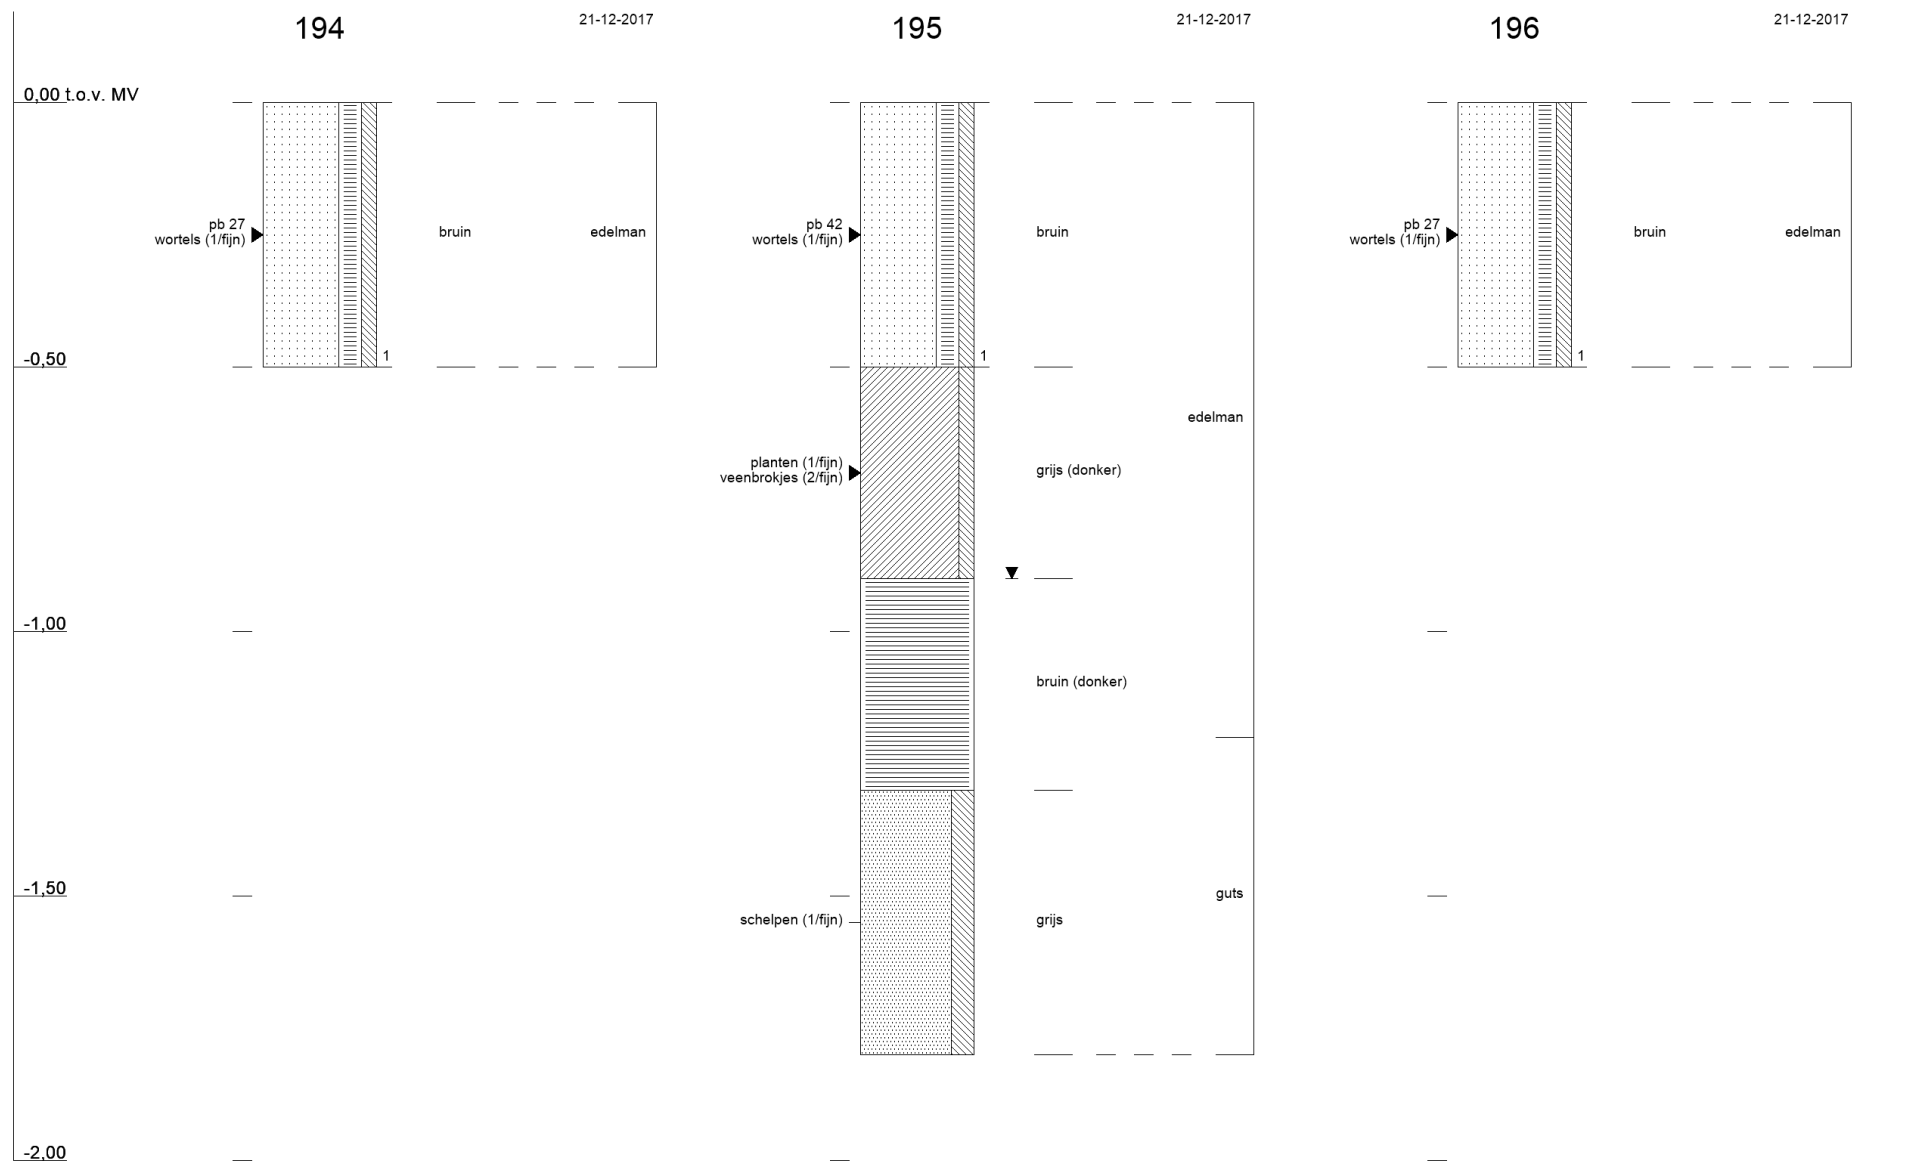 194
21-12-2017
195
21-12-2017
196
21-12-2017
0,00 t.o.v. MV
pb 27
wortels (1/fijn)
bruin
edelman
pb 42
wortels (1/fijn)
bruin
pb 27
wortels (1/fijn)
bruin
edelman
-0,50
1
1
1
edelman
planten (1/fijn)
veenbrokjes (2/fijn)
grijs (donker)
-1,00
bruin (donker)
-1,50
guts
schelpen (1/fijn)
grijs
-2,00